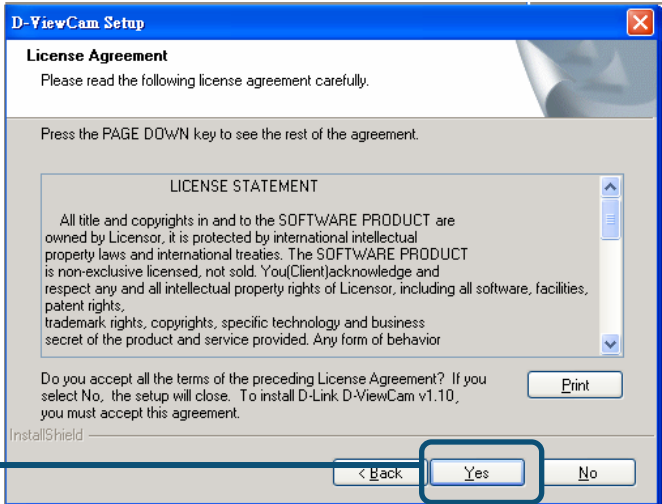 D-ViewCam Setup
License Agreement
Please read the following license agreement carefully.
Press the PAGE DOWN key to see the rest of the agreement.
LICENSE STATEMENT
All title and copyrights in and to the SOFTWARE PRODUCT are
owned by Licensor, it is protected by international intellectual
property laws and international treaties. The SOFTWARE PRODUCT
is non-exclusive licensed, not sold. You(Client)acknowledge and
respect any and all intellectual property rights of Licensor, including all software, facilities,
patent rights,
trademark rights, copyrights, specific technology and business
secret of the product and service provided. Any form of behavior
Do you accept all the terms of the preceding License Agreement? If you
select No, the setup will close. To install D-Link D-ViewCam v1.10,
you must accept this agreement.
Print
InstallShield
< Back
Yes
No